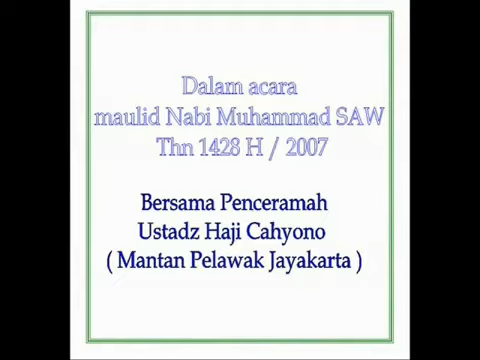 Dalam acara
maulid Nabi Muhammad SAW
Thn 1428 H / 2007
Bersama Penceramah
Ustadz Haji Cahyono
( Mantan Pelawak Jayakarta )